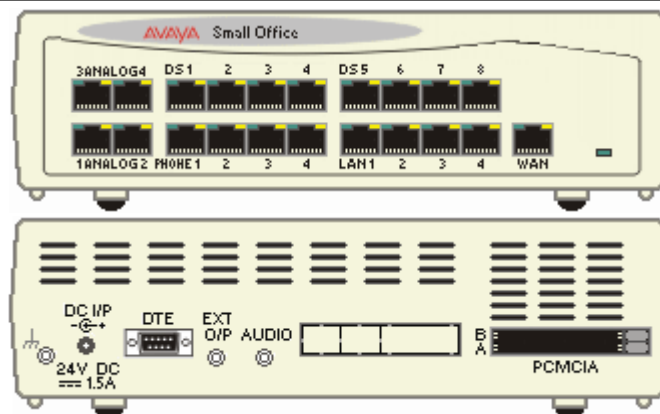 AVAYA Small Office
3ANALOG4 DS1 2 3 4 DS5 6 7 8
1ANALOG2 PHONE1 2 3 4 LAN1 2 3 4 WAN
DC I/P
- +
DTE
EXT
O/P
AUDIO
B
A
24V DC
1.5A
PCMCIA